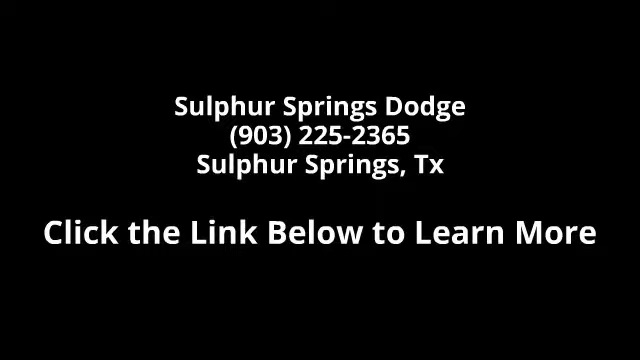 Sulphur Springs Dodge
(903) 225-2365
Sulphur Springs, Tx
Click the Link Below to Learn More